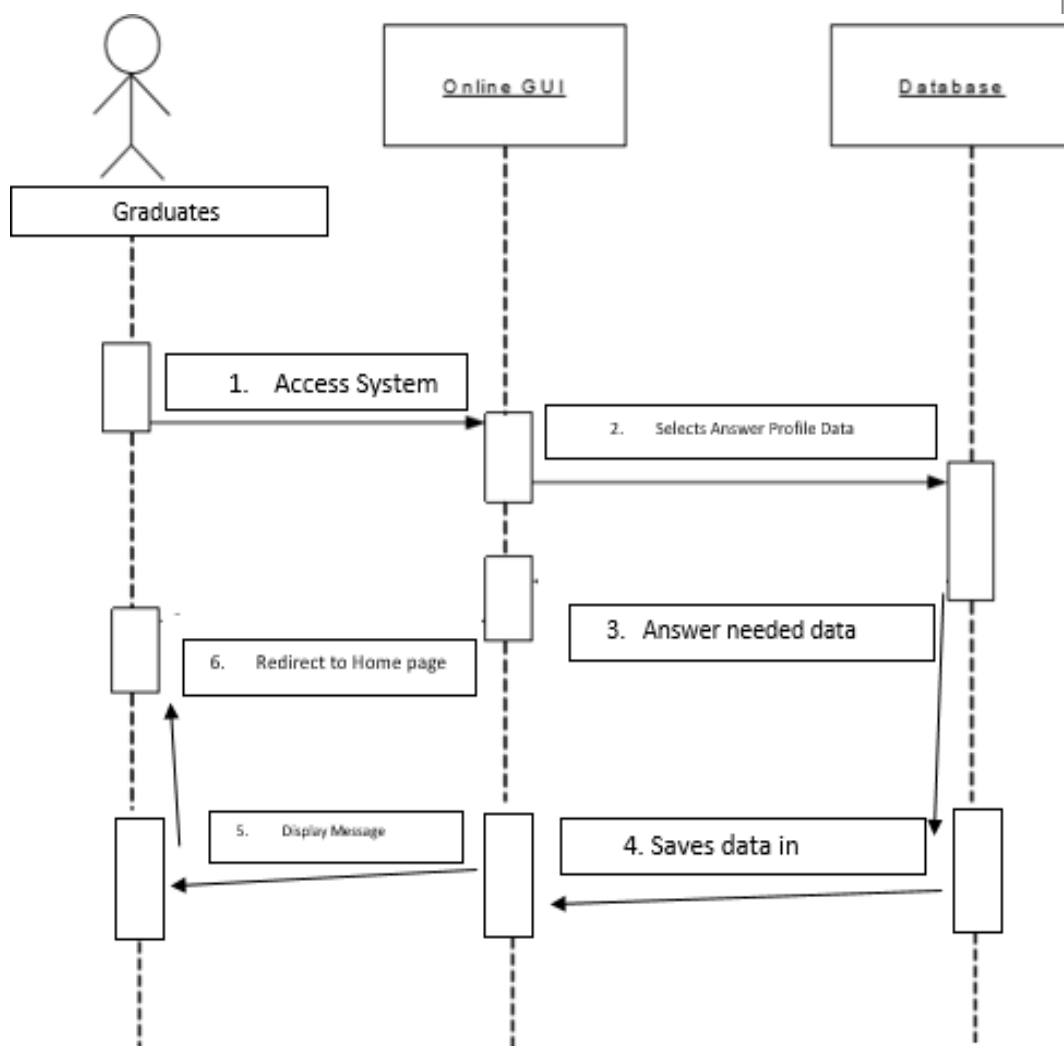 Online GUI
Database
Graduates
1. Access System
2. Selects Answer Profile Data
3. Answer needed data
6. Redirect to Home page
5. Display Message
4. Saves data in